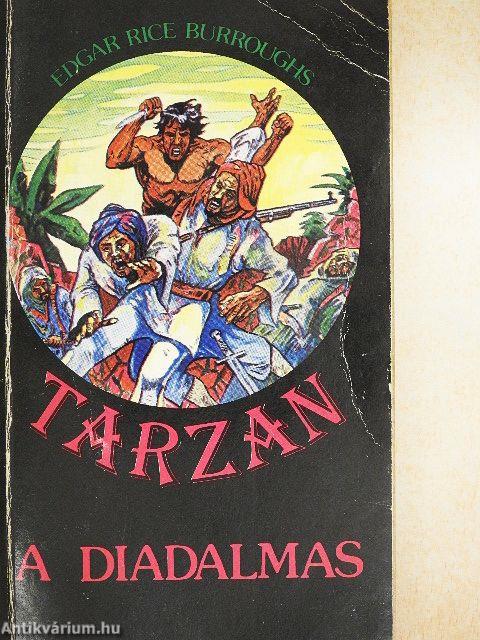 EDGAR RICE BURROUGHS
TARZAN
A DIADALMAS
Antikvárium.hu